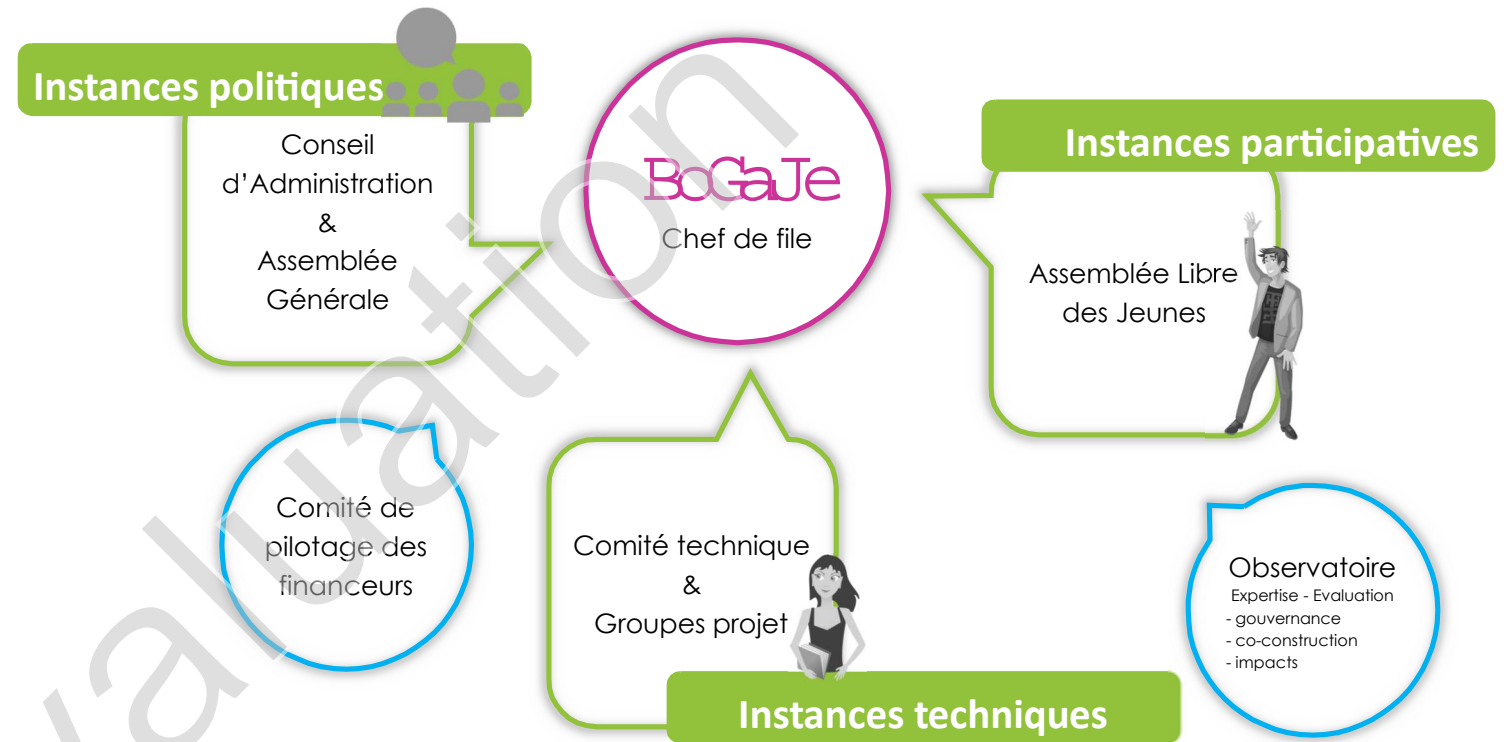 Instances politiques
Conseil
d'Administration
&
Assemblée
Générale
BoGaJe
Chef de file
Instances participatives
Assemblée Libre
des Jeunes
Comité de
pilotage des
financeurs
Comité technique
&
Groupes projet
Instances techniques
Observatoire
Expertise - Evaluation
- gouvernance
- co-construction
- impacts
valuation